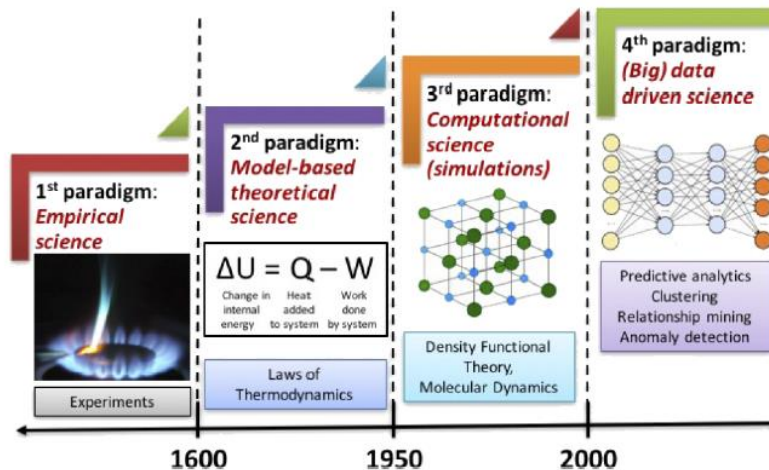 1st paradigm:
Empirical
science
Experiments
2nd paradigm:
Model-based
theoretical
science
ΔU = Q – W
Change in
internal
energy
Heat
added
to system
Work
done
by system
Laws of
Thermodynamics
3rd paradigm:
Computational
science
(simulations)
Density Functional
Theory,
Molecular Dynamics
4th paradigm:
(Big) data
driven science
Predictive analytics
Clustering
Relationship mining
Anomaly detection
1600
1950
2000